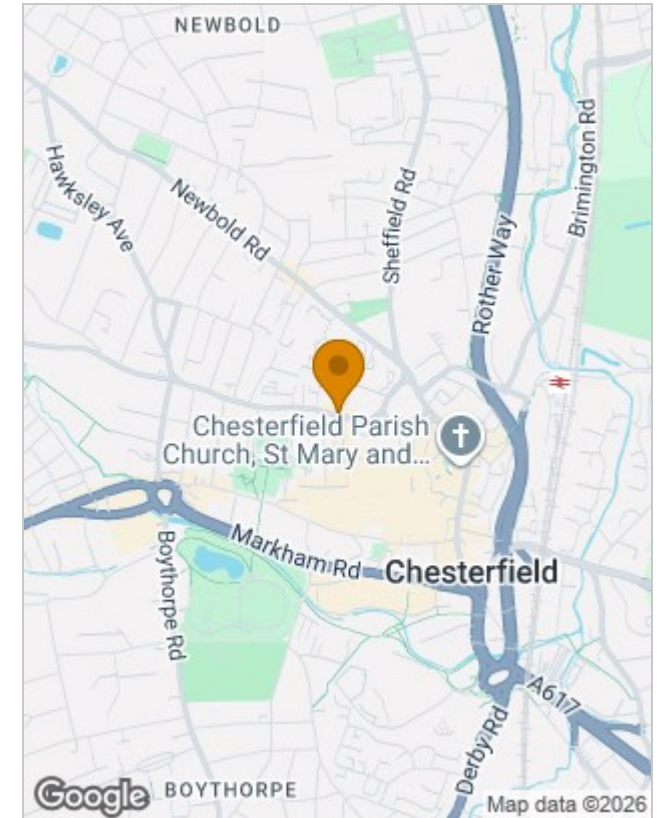 NEWBOLD
Hawksley Ave
Newbold Rd
Sheffield Rd
Rother Way
Brimington Rd
Chesterfield Parish
Church, St Mary and...
Markham Rd
Chesterfield
Boythorpe Rd
A617
Derby Rd
BOYTHORPE
Google
Map data ©2026